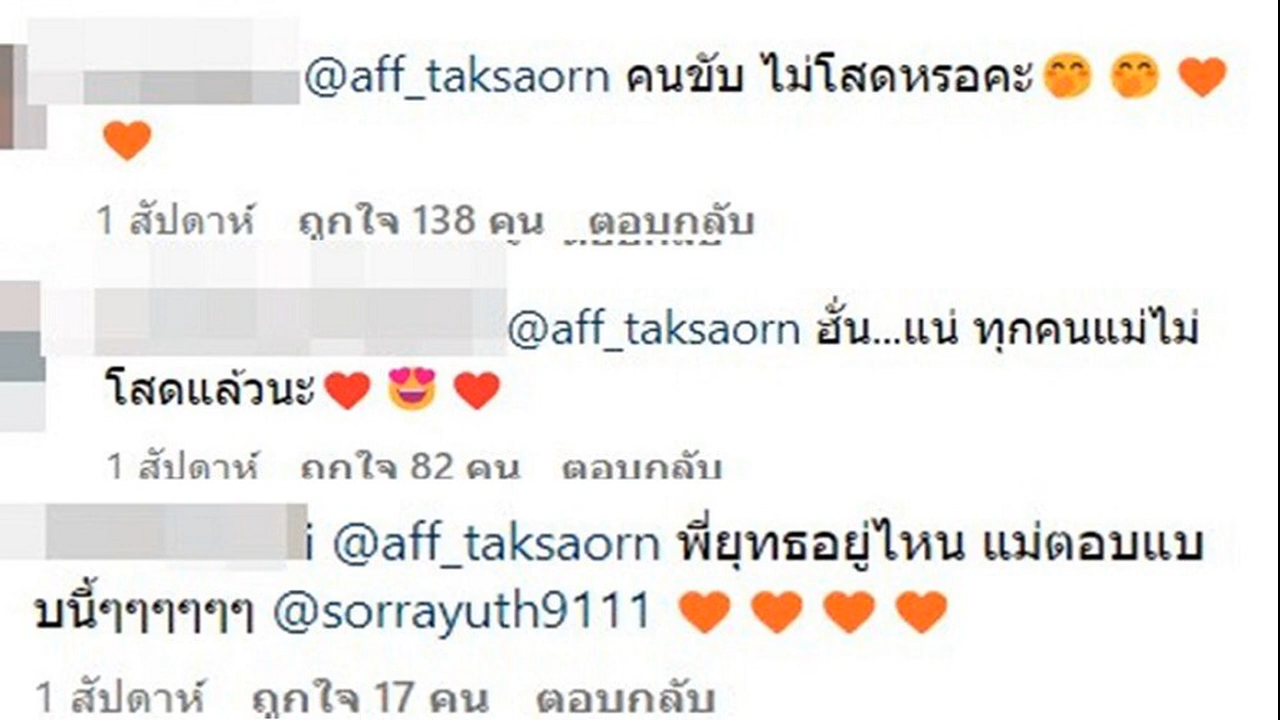 @aff_taksaorn คนขับ ไม่โสดหรอคะ🤭 🤭 🧡
🧡
1 สัปดาห์ ถูกใจ 138 คน ตอบกลับ
@aff_taksaorn ฮั่น...แน่ ทุกคนแม่ไม่
โสดแล้วนะ❤️ 😍 ❤️
1 สัปดาห์ ถูกใจ 82 คน ตอบกลับ
i @aff_taksaorn พี่ยุทธอยู่ไหน แม่ตอบแบ
บนี้ๆๆๆๆๆๆ @sorrayuth9111 🧡 🧡 🧡 🧡
1 สัปดาห์ ถูกใจ 17 คน ตอบกลับ